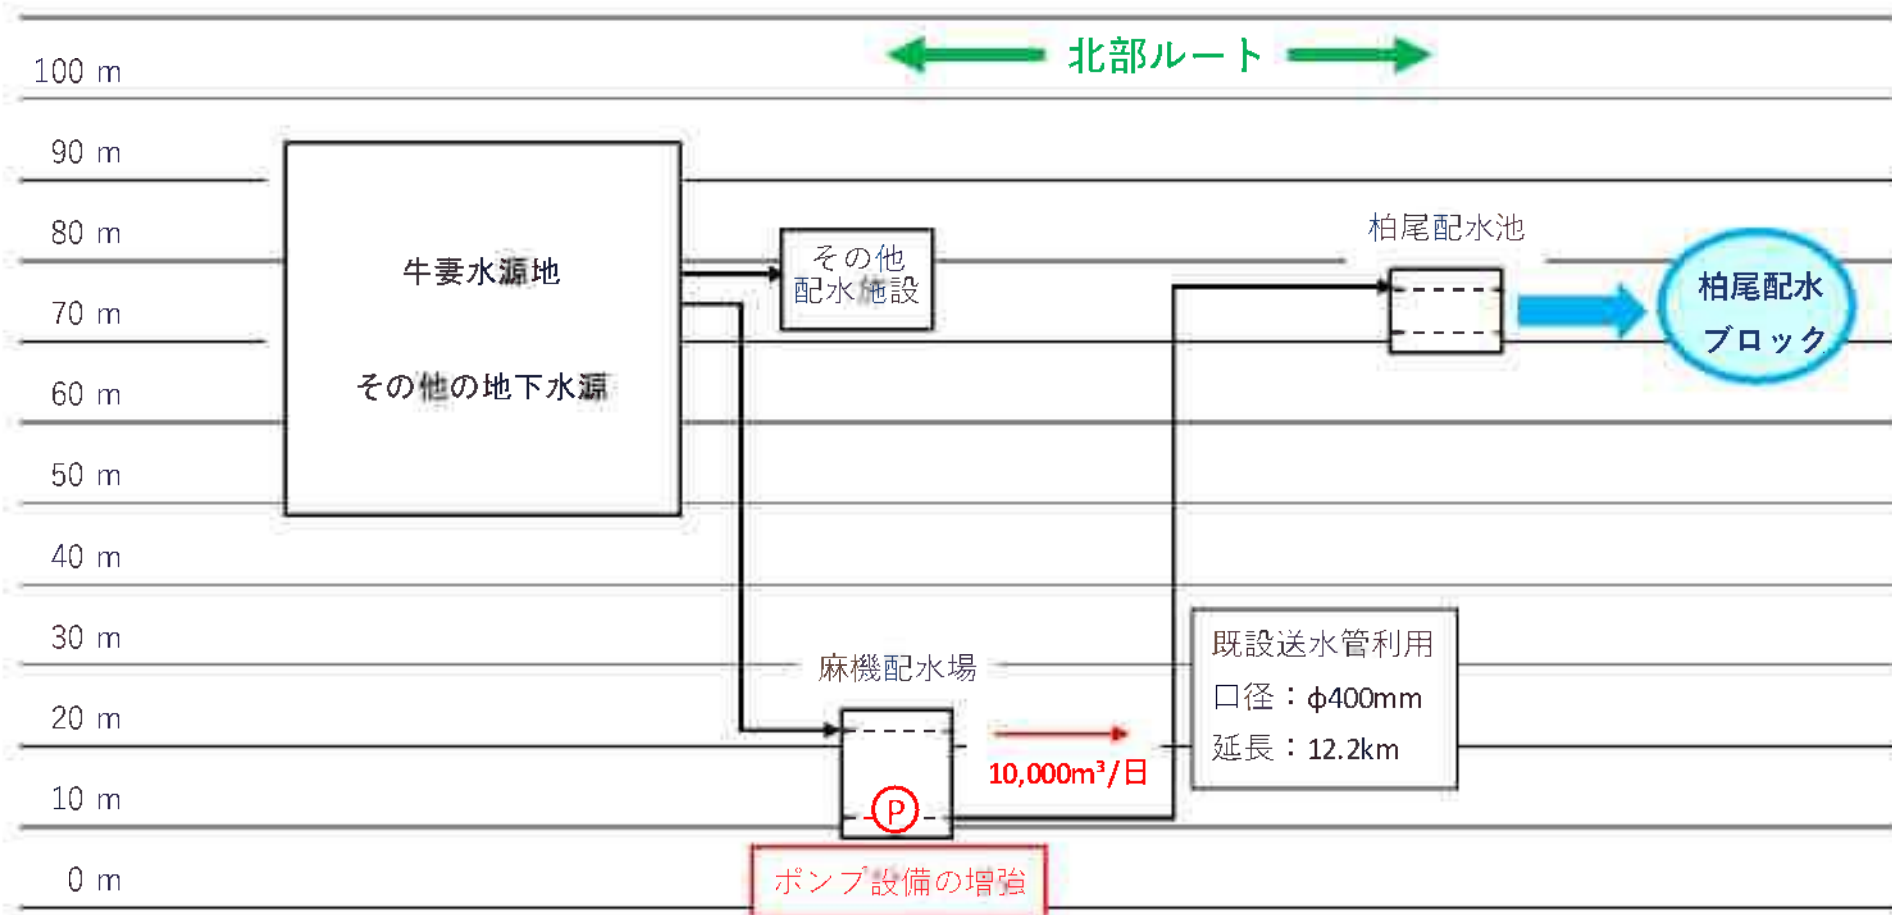 北部ルート
100 m
90 m
80 m
70 m
60 m
50 m
40 m
30 m
20 m
10 m
0 m
牛妻水源地
その他の地下水源
その他
配水施設
柏尾配水池
柏尾配水
ブロック
麻機配水場
10,000m³/日
P
ポンプ設備の増強
既設送水管利用
口径：φ400mm
延長：12.2km